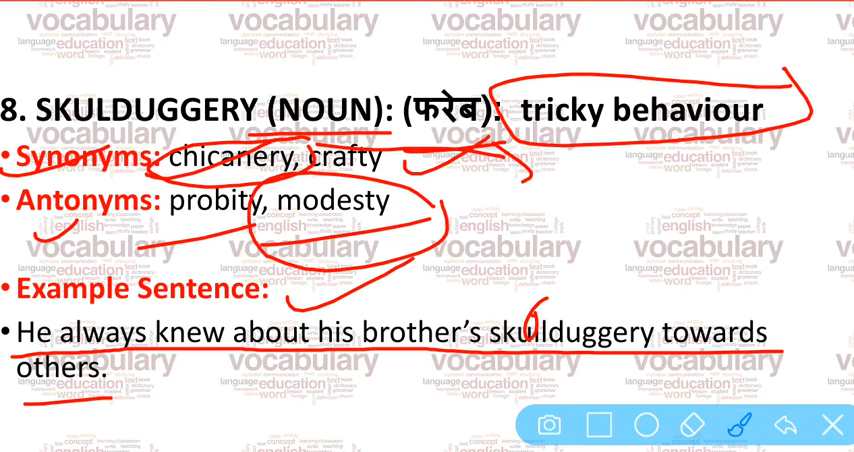 8. SKULDUGGERY (NOUN): (फरेब): tricky behaviour
• Synonyms: chicanery, crafty
• Antonyms: probity, modesty
• Example Sentence:
• He always knew about his brother's skulduggery towards
others.